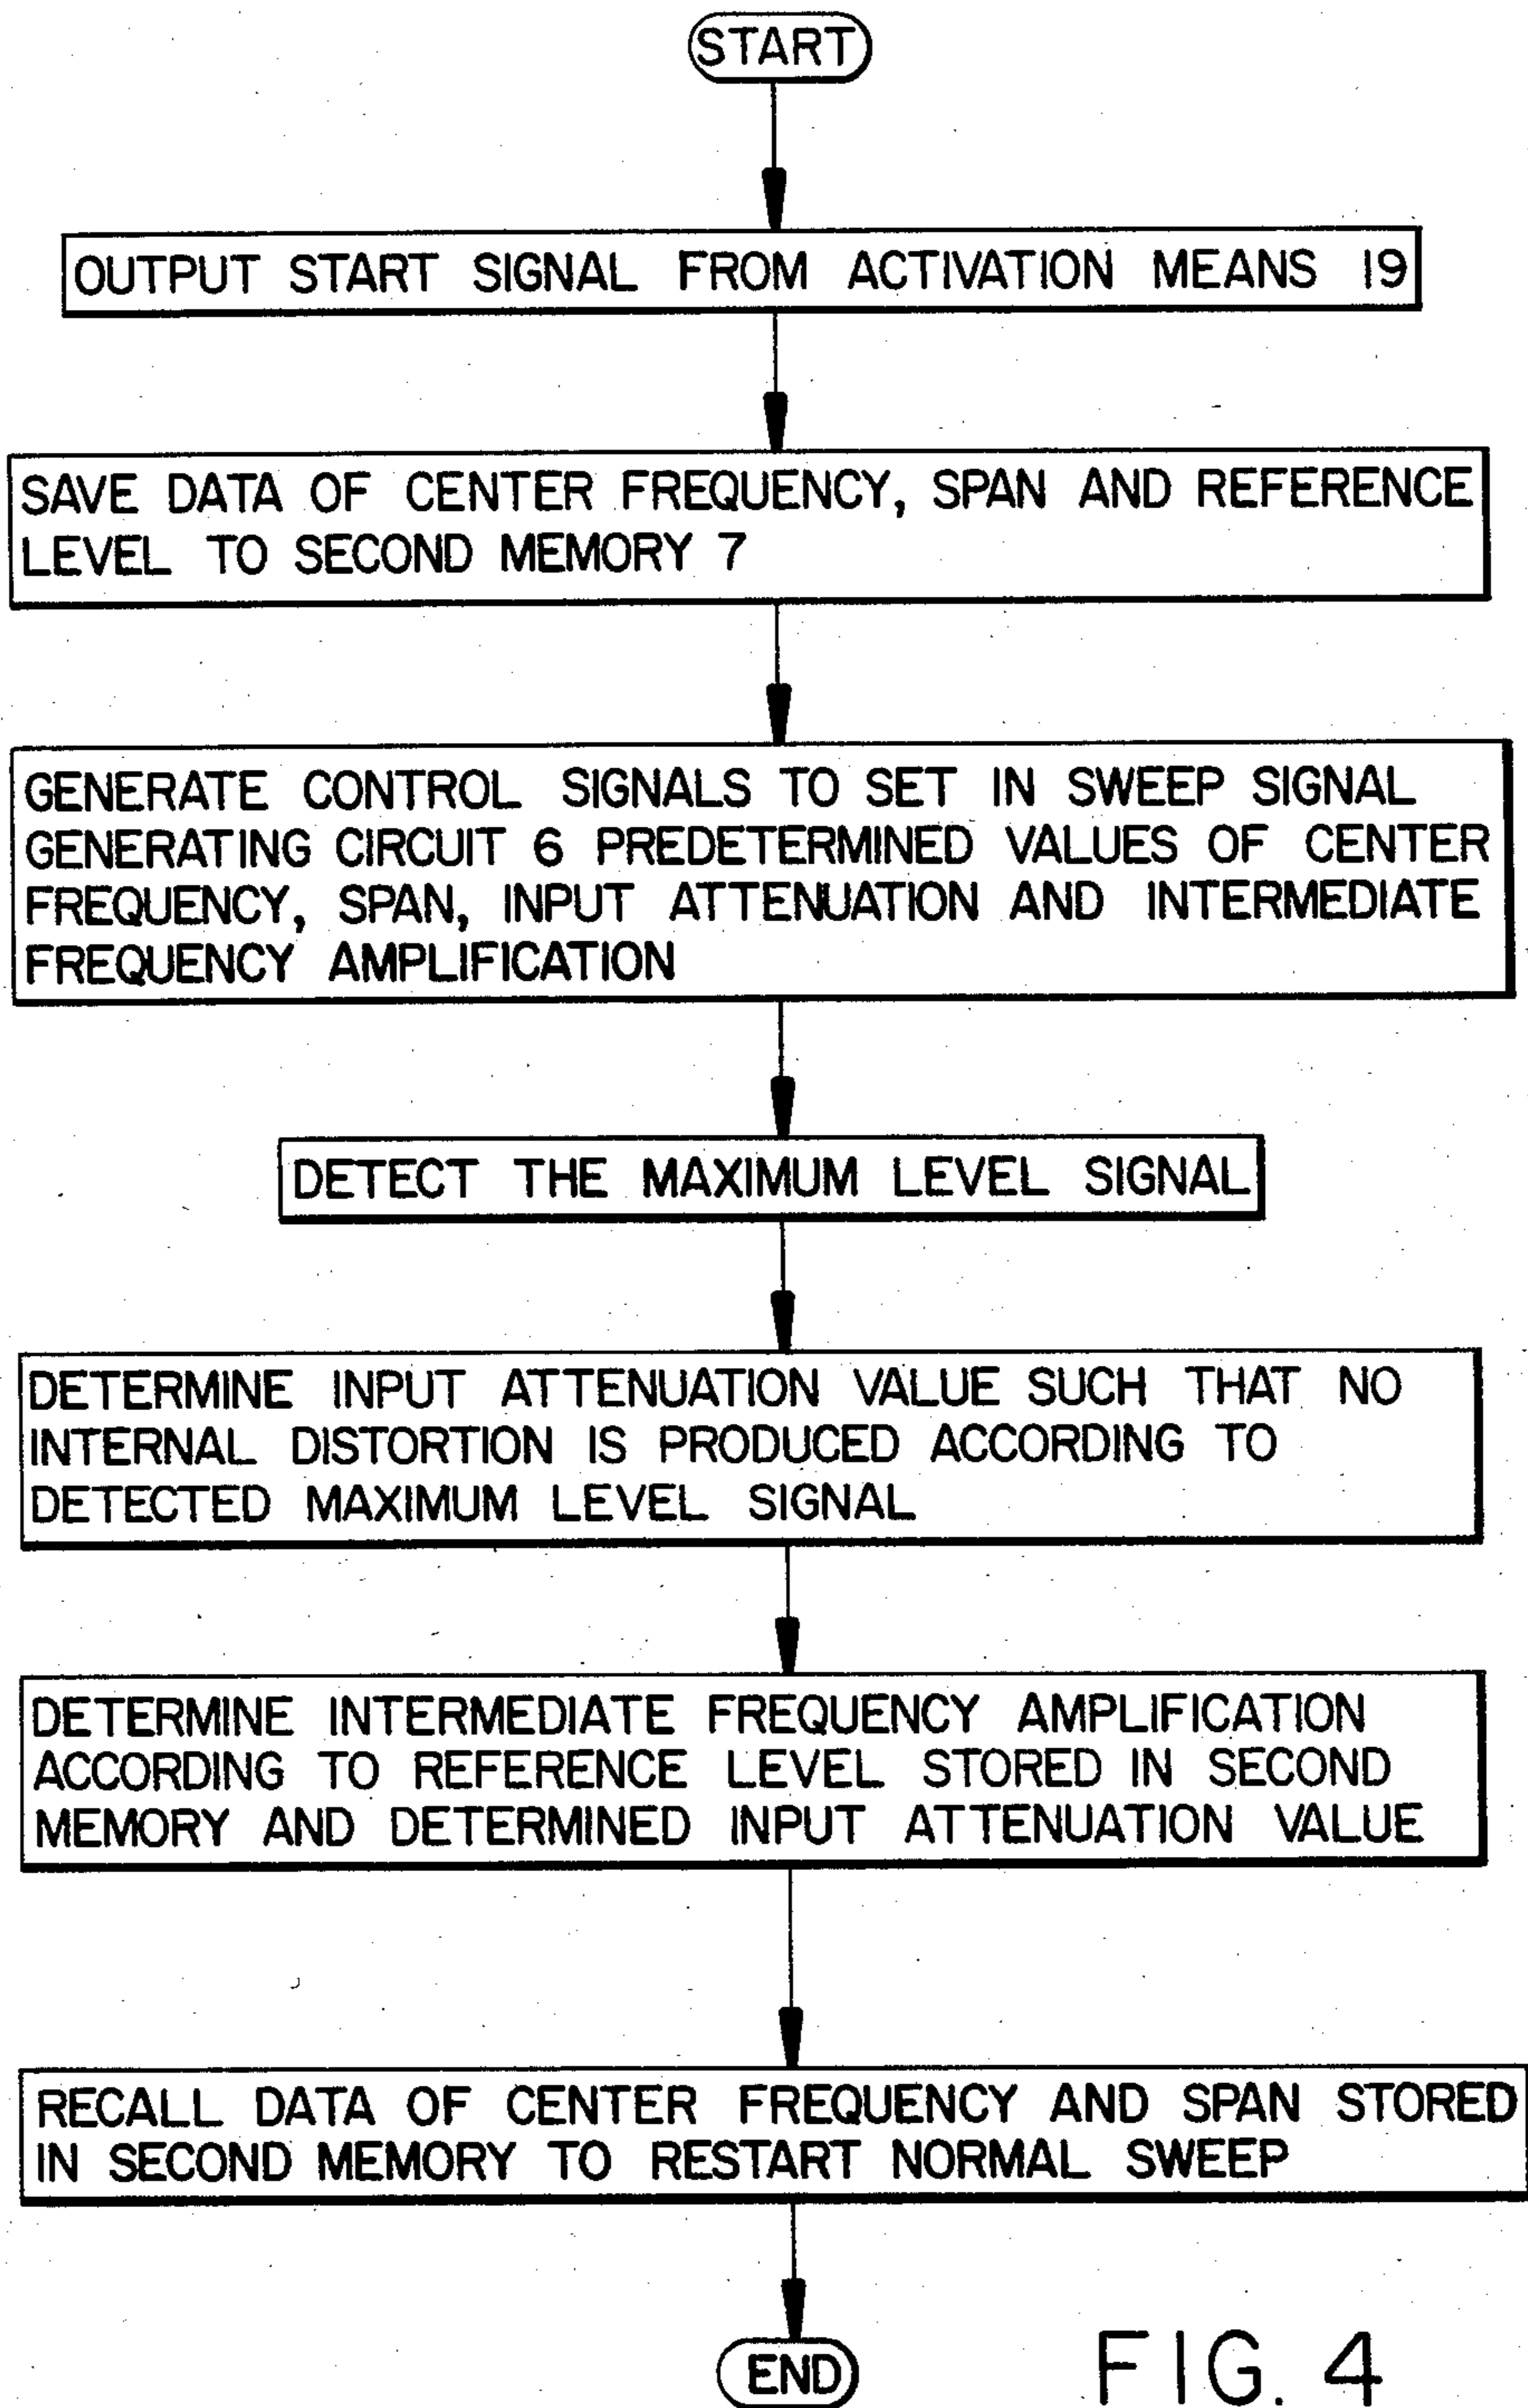 START
OUTPUT START SIGNAL FROM ACTIVATION MEANS 19
SAVE DATA OF CENTER FREQUENCY, SPAN AND REFERENCE
LEVEL TO SECOND MEMORY 7
GENERATE CONTROL SIGNALS TO SET IN SWEEP SIGNAL
GENERATING CIRCUIT 6 PREDETERMINED VALUES OF CENTER
FREQUENCY, SPAN, INPUT ATTENUATION AND INTERMEDIATE
FREQUENCY AMPLIFICATION
DETECT THE MAXIMUM LEVEL SIGNAL
DETERMINE INPUT ATTENUATION VALUE SUCH THAT NO
INTERNAL DISTORTION IS PRODUCED ACCORDING TO
DETECTED MAXIMUM LEVEL SIGNAL
DETERMINE INTERMEDIATE FREQUENCY AMPLIFICATION
ACCORDING TO REFERENCE LEVEL STORED IN SECOND
MEMORY AND DETERMINED INPUT ATTENUATION VALUE
RECALL DATA OF CENTER FREQUENCY AND SPAN STORED
IN SECOND MEMORY TO RESTART NORMAL SWEEP
END
FIG. 4